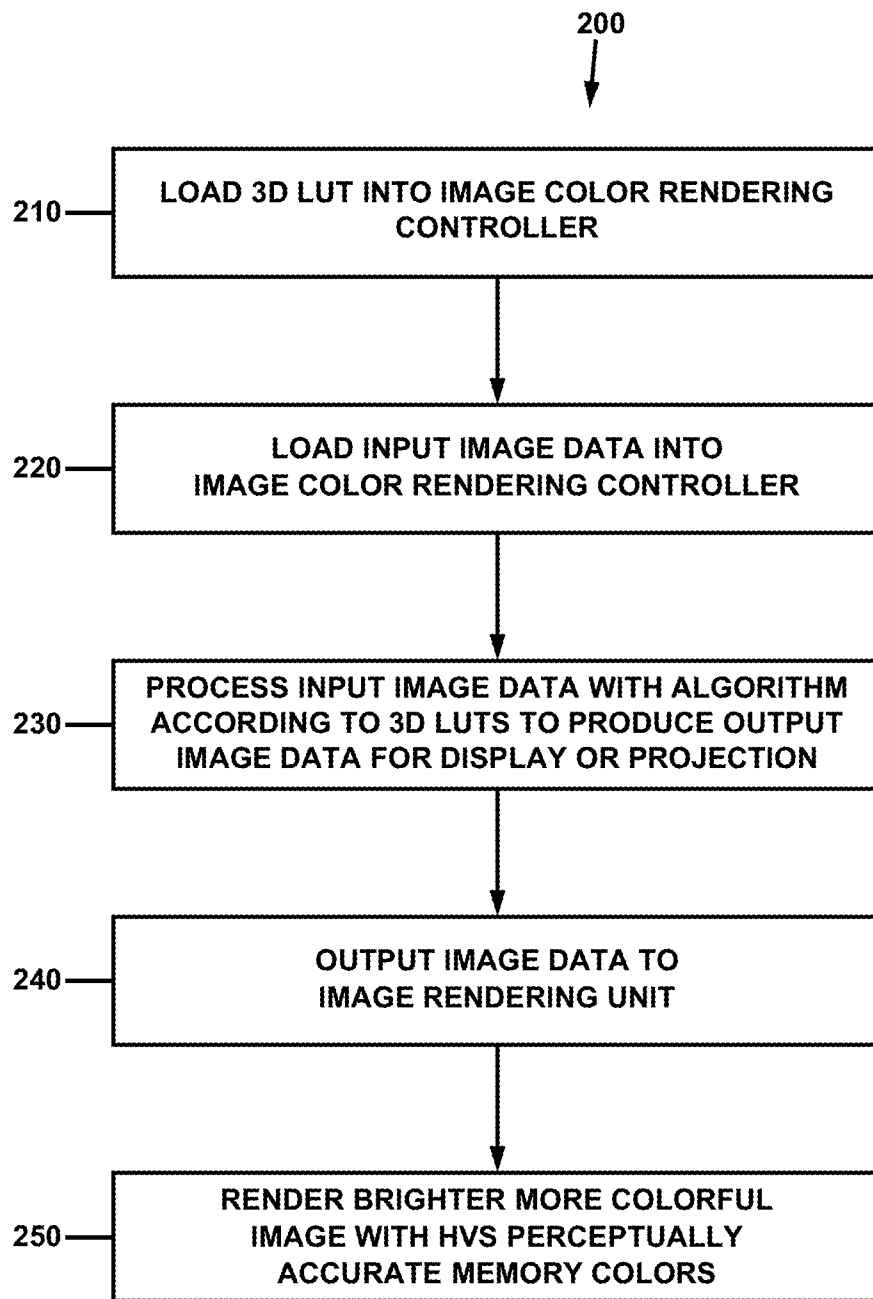 200
210
LOAD 3D LUT INTO IMAGE COLOR RENDERING
CONTROLLER
220
LOAD INPUT IMAGE DATA INTO
IMAGE COLOR RENDERING CONTROLLER
230
PROCESS INPUT IMAGE DATA WITH ALGORITHM
ACCORDING TO 3D LUTS TO PRODUCE OUTPUT
IMAGE DATA FOR DISPLAY OR PROJECTION
240
OUTPUT IMAGE DATA TO
IMAGE RENDERING UNIT
250
RENDER BRIGHTER MORE COLORFUL
IMAGE WITH HVS PERCEPTUALLY
ACCURATE MEMORY COLORS